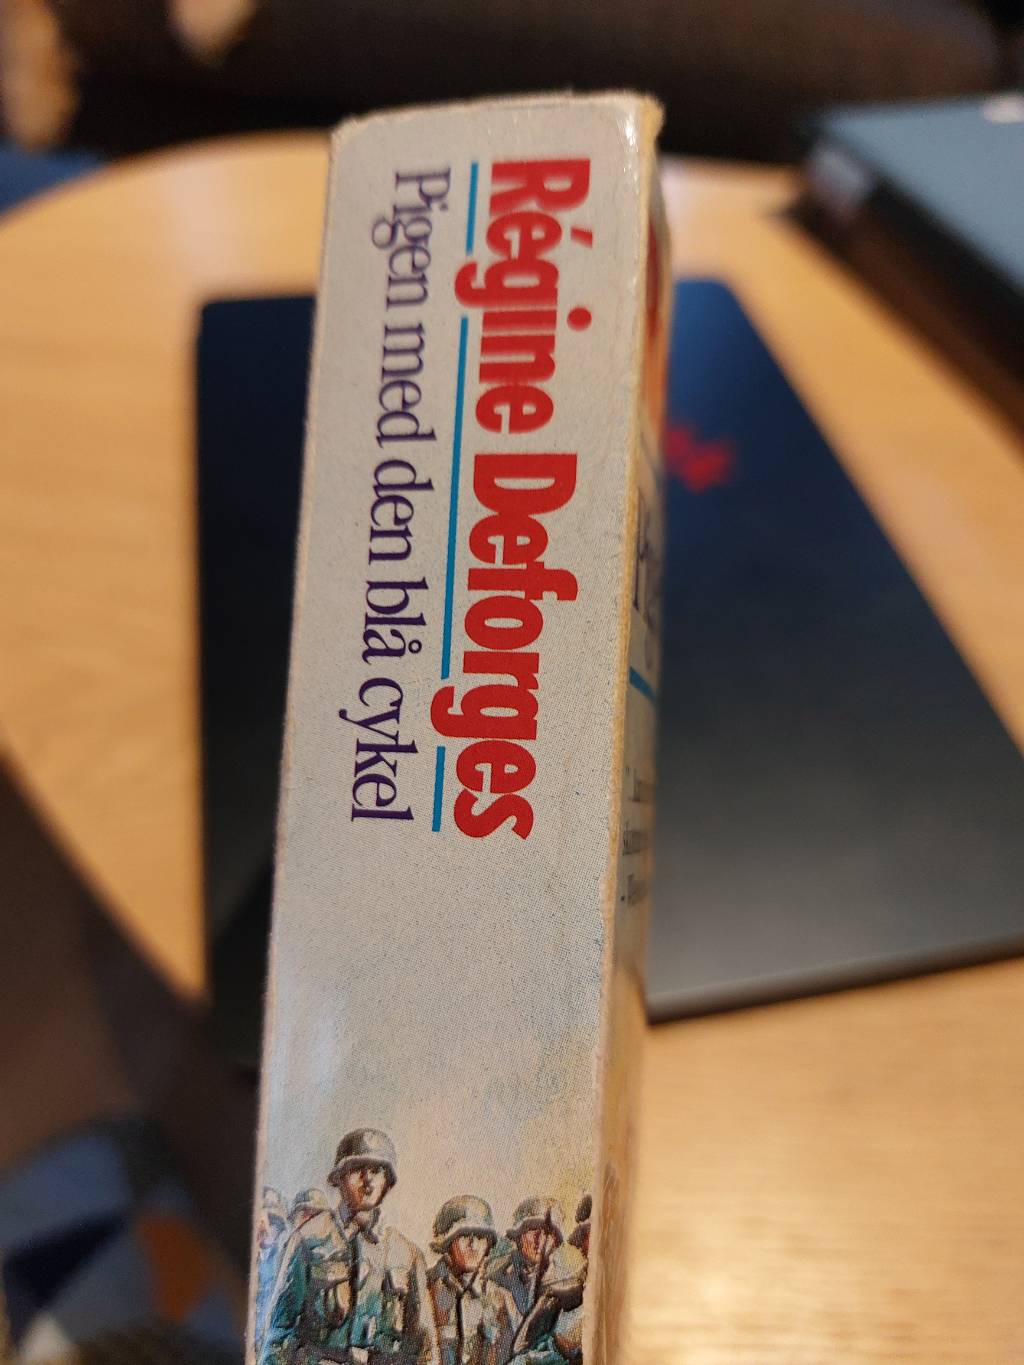 Régine Deforges
Pigen med den blå cykel